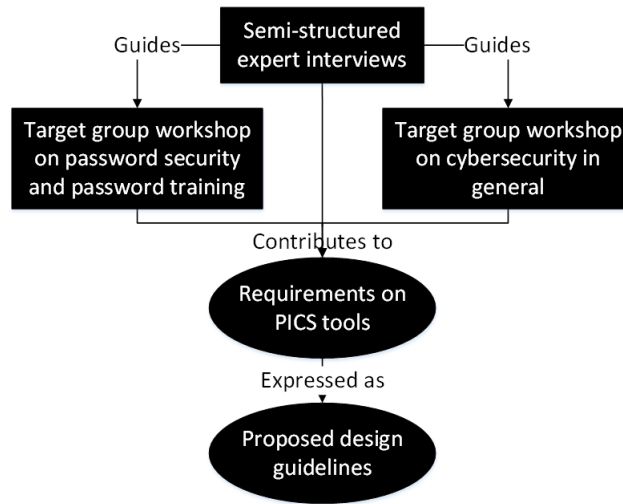 Semi-structured
expert interviews
Guides
Guides
Target group workshop
on password security
and password training
Target group workshop
on cybersecurity in
general
Contributes to
Requirements on
PICS tools
Expressed as
Proposed design
guidelines